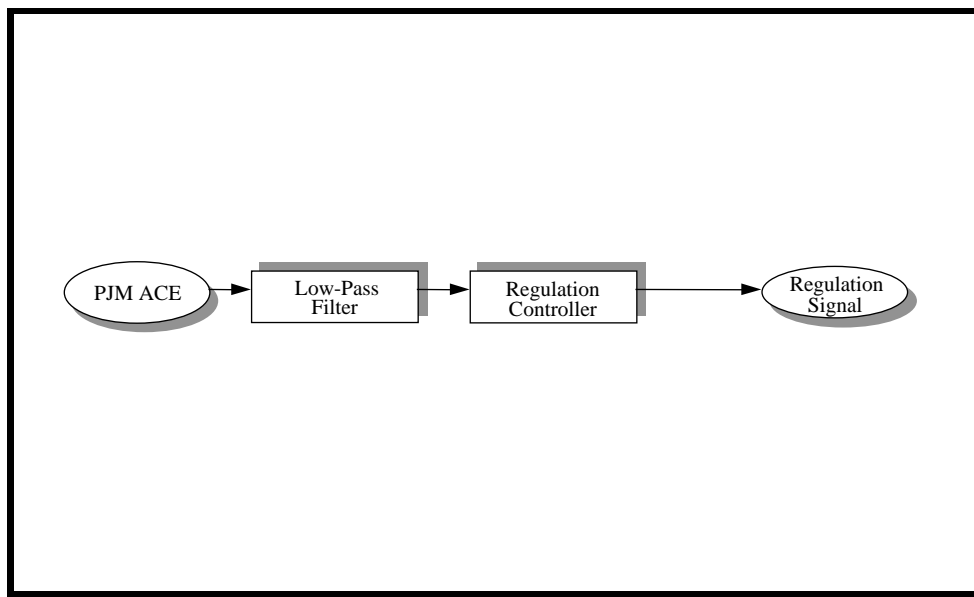 PJM ACE
Low-Pass
Filter
Regulation
Controller
Regulation
Signal